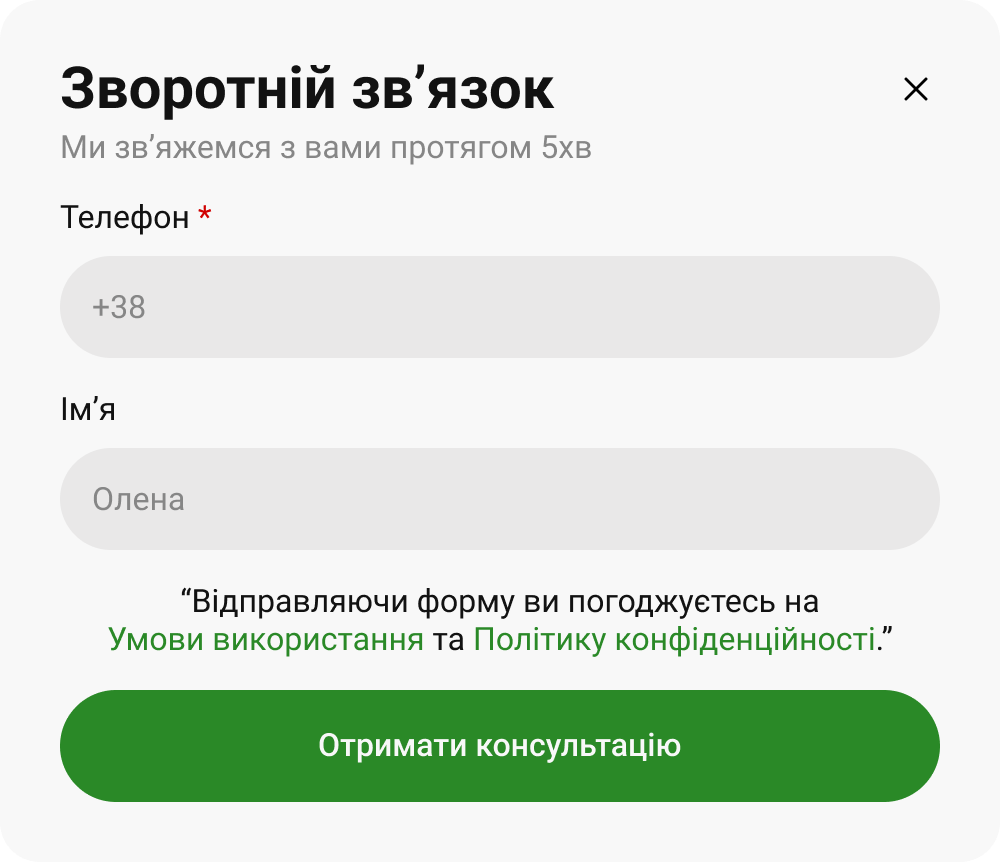 Зворотній зв’язок
Ми зв’яжемося з вами протягом 5хв
Телефон *
+38
Ім’я
Олена
“Відправляючи форму ви погоджуєтесь на
Умови використання та Політику конфіденційності.”
Отримати консультацію